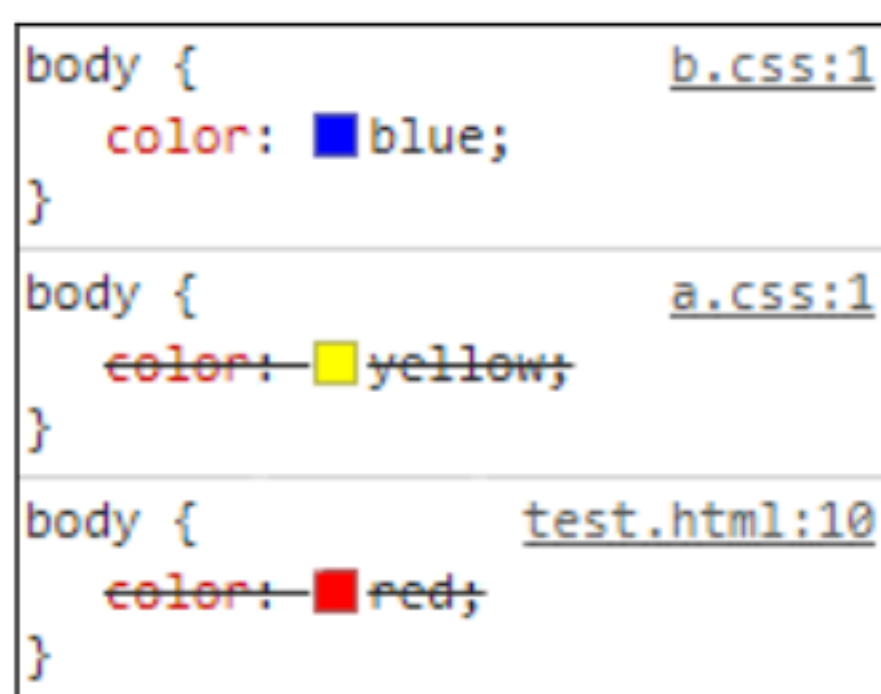 body { b.css:1
color: blue;
}
body { a.css:1
color: yellow;
}
body { test.html:10
color: red;
}